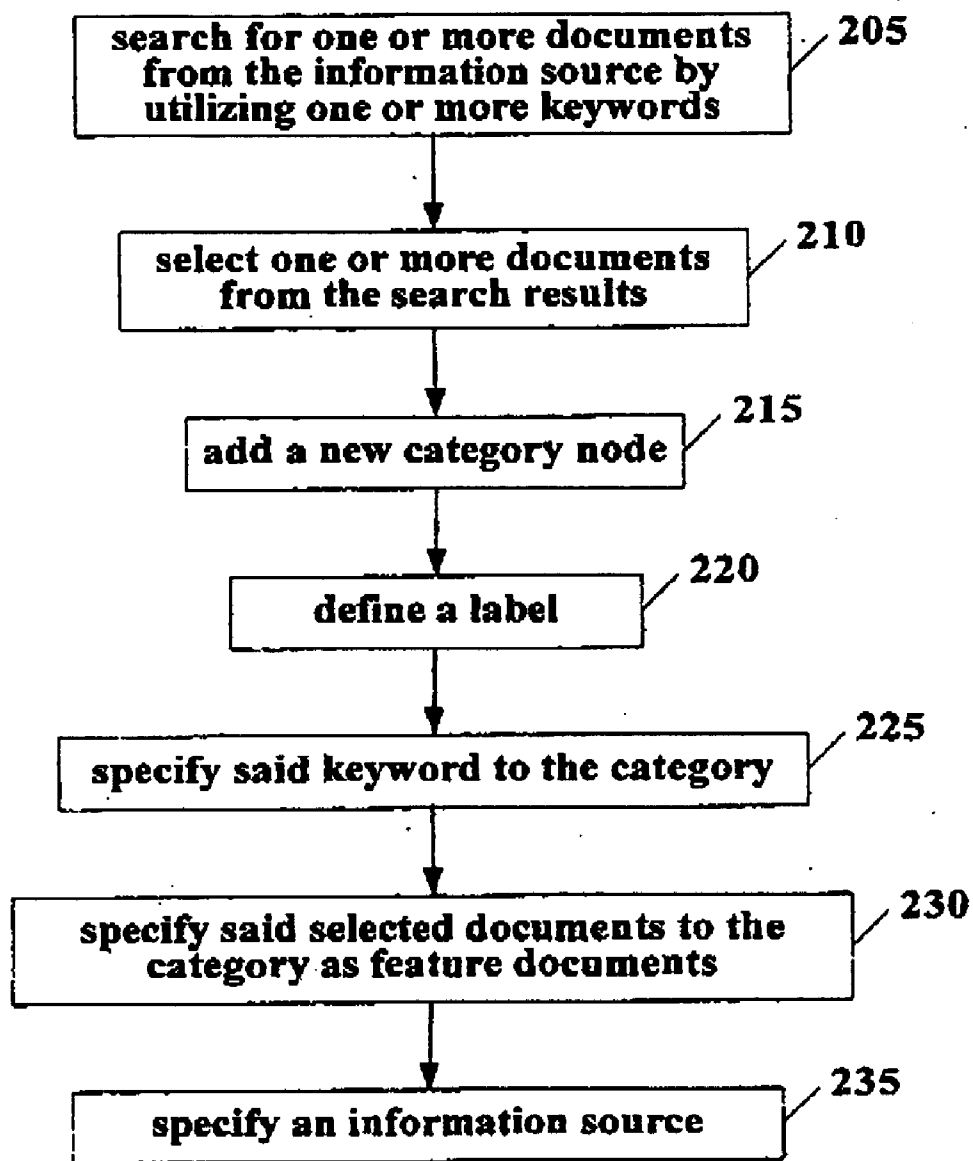 search for one or more documents
from the information source by
utilizing one or more keywords
205
select one or more documents
from the search results
210
add a new category node
215
define a label
220
specify said keyword to the category
225
specify said selected documents to the
category as feature documents
230
specify an information source
235